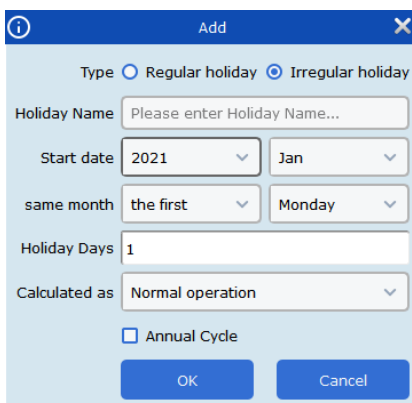 Add
Type Regular holiday Irregular holiday
Holiday Name Please enter Holiday Name...
Start date 2021 Jan
same month the first Monday
Holiday Days 1
Calculated as Normal operation
Annual Cycle
OK Cancel